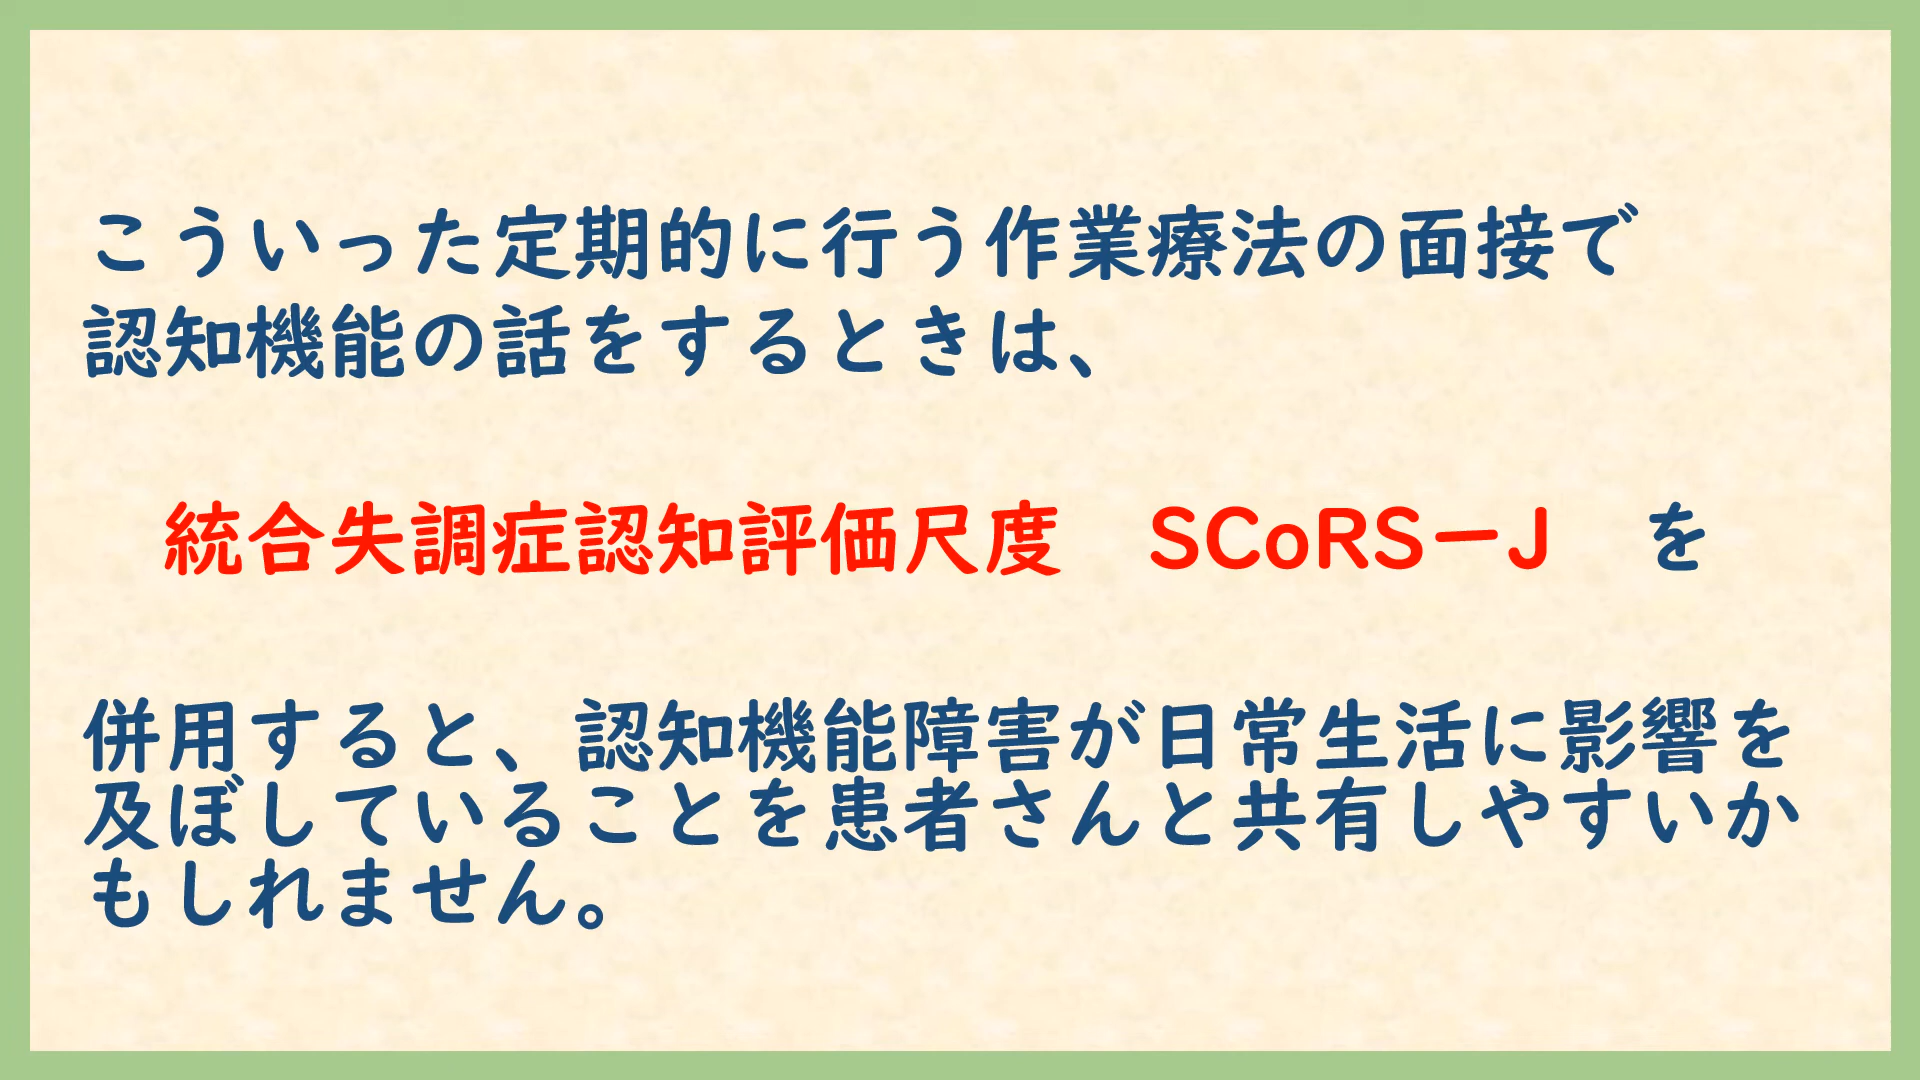 こういった定期的に行う作業療法の面接で
認知機能の話をするときは、
統合失調症認知評価尺度　SCoRS－J　を
併用すると、認知機能障害が日常生活に影響を
及ぼしていることを患者さんと共有しやすいか
もしれません。